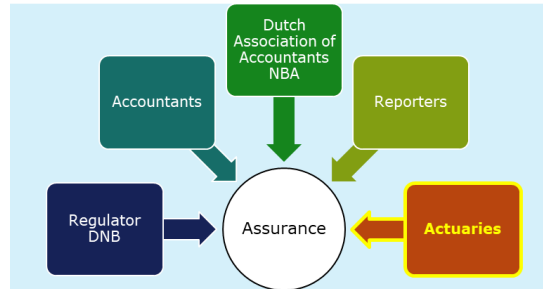 Dutch
Association of
Accountants
NBA
Accountants
Reporters
Regulator
DNB
Assurance
Actuaries